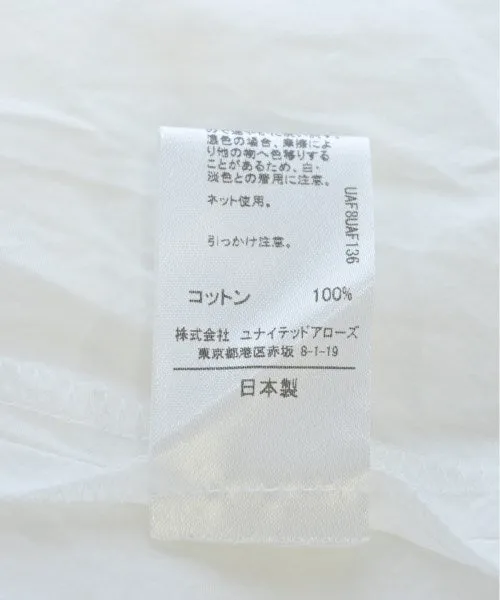 濃色の場合、摩擦によ
り他の物へ色移りする
ことがあるため、白・
淡色との着用に注意。
ネット使用。
引っかけ注意。
UAF8UAF136
コットン 100%
株式会社 ユナイテッドアローズ
東京都港区赤坂 8-1-19
日本製